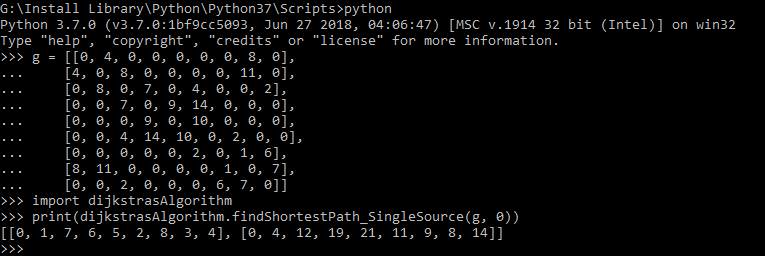 G:\Install Library\Python\Python37\Scripts>python
Python 3.7.0 (v3.7.0:1bf9cc5093, Jun 27 2018, 04:06:47) [MSC v.1914 32 bit (Intel)] on win32
Type "help", "copyright", "credits" or "license" for more information.
>>> g = [[0, 4, 0, 0, 0, 0, 0, 8, 0],
...      [4, 0, 8, 0, 0, 0, 0, 11, 0],
...      [0, 8, 0, 7, 0, 4, 0, 0, 2],
...      [0, 0, 7, 0, 9, 14, 0, 0, 0],
...      [0, 0, 0, 9, 0, 10, 0, 0, 0],
...      [0, 0, 4, 14, 10, 0, 2, 0, 0],
...      [0, 0, 0, 0, 0, 2, 0, 1, 6],
...      [8, 11, 0, 0, 0, 0, 1, 0, 7],
...      [0, 0, 2, 0, 0, 0, 6, 7, 0]]
>>> import dijkstrasAlgorithm
>>> print(dijkstrasAlgorithm.findShortestPath_SingleSource(g, 0))
[[0, 1, 7, 6, 5, 2, 8, 3, 4], [0, 4, 12, 19, 21, 11, 9, 8, 14]]
>>>